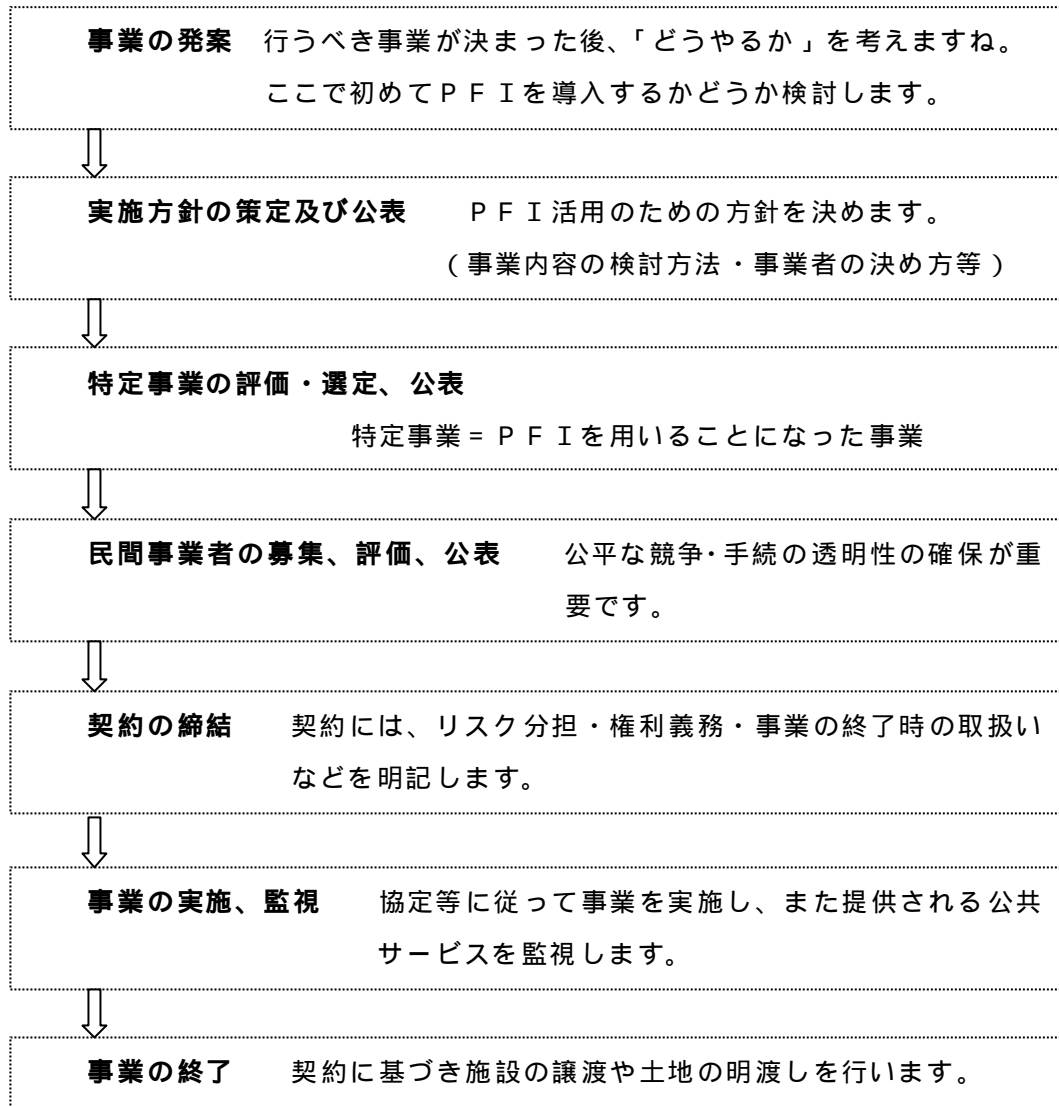 事業の発案　行うべき事業が決まった後、「どうやるか」を考えますね。
ここで初めてＰＦＩを導入するかどうか検討します。
実施方針の策定及び公表　ＰＦＩ活用のための方針を決めます。
（事業内容の検討方法・事業者の決め方等）
特定事業の評価・選定、公表
特定事業＝ＰＦＩを用いることになった事業
民間事業者の募集、評価、公表　公平な競争・手続の透明性の確保が重
要です。
契約の締結　契約には、リスク分担・権利義務・事業の終了時の取扱い
などを明記します。
事業の実施、監視　協定等に従って事業を実施し、また提供される公共
サービスを監視します。
事業の終了　契約に基づき施設の譲渡や土地の明渡しを行います。